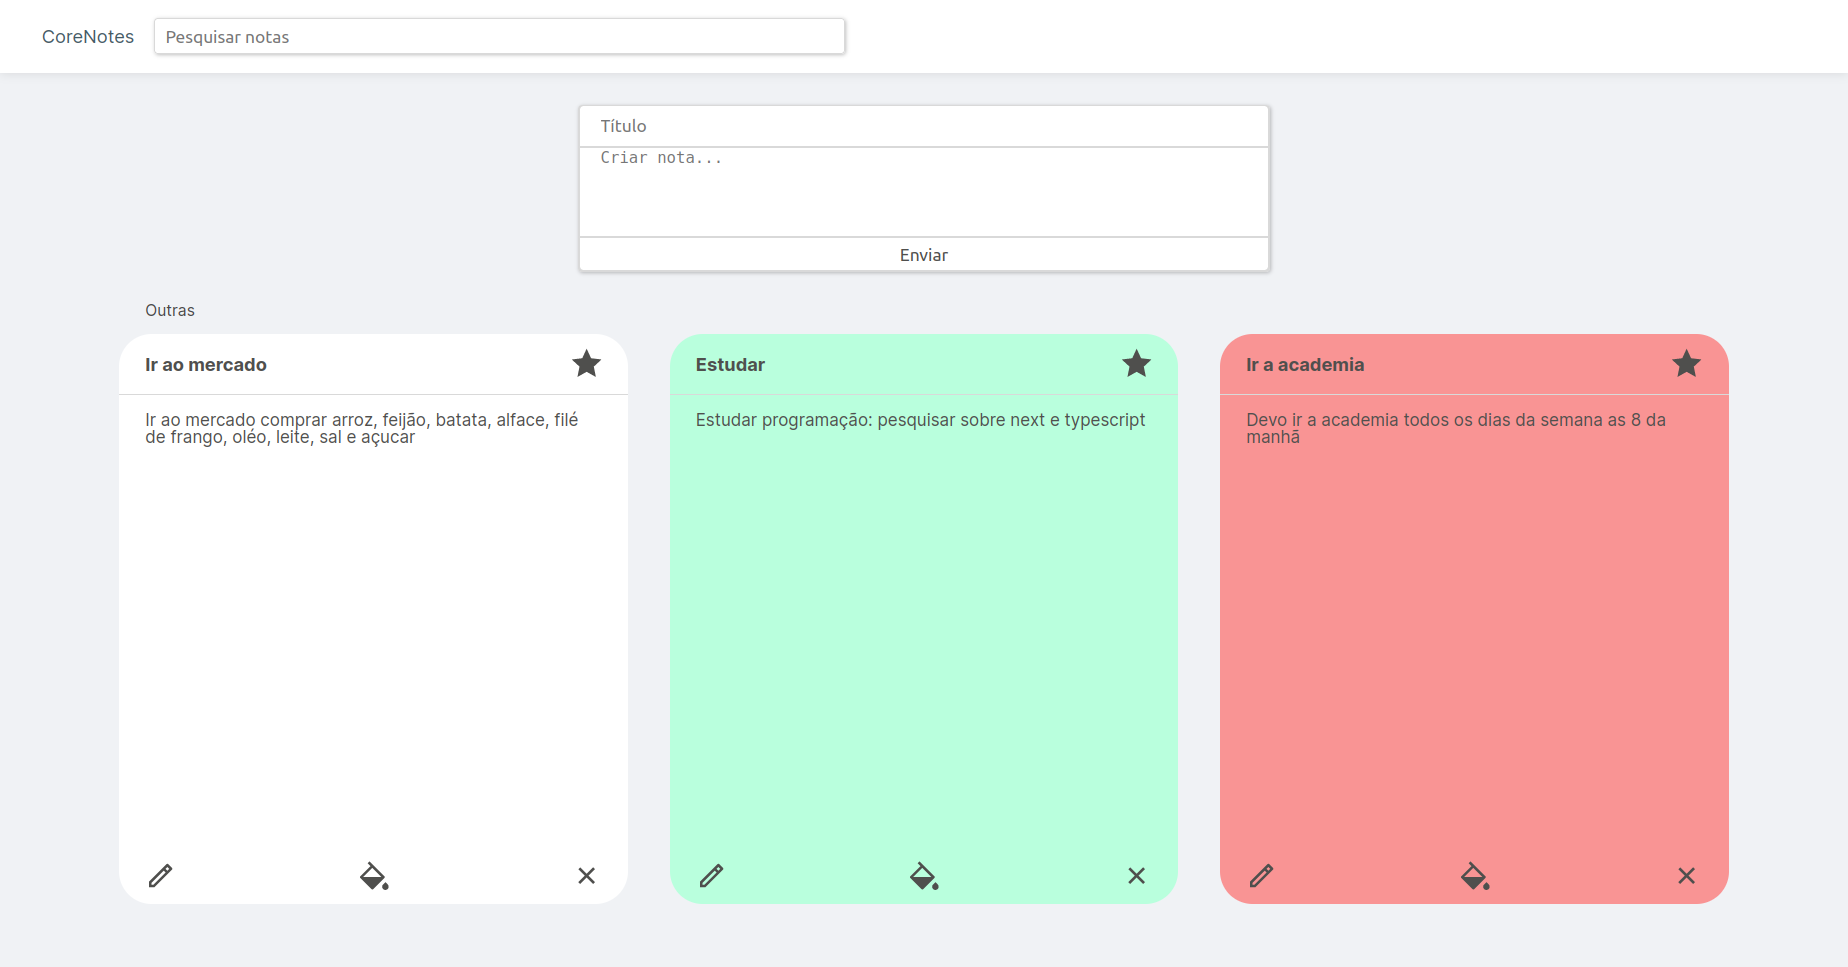 CoreNotes
Pesquisar notas
Título
Criar nota...
Enviar
Outras
Ir ao mercado
Ir ao mercado comprar arroz, feijão, batata, alface, filé
de frango, oléo, leite, sal e açucar
Estudar
Estudar programação: pesquisar sobre next e typescript
Ir a academia
Devo ir a academia todos os dias da semana as 8 da
manhã